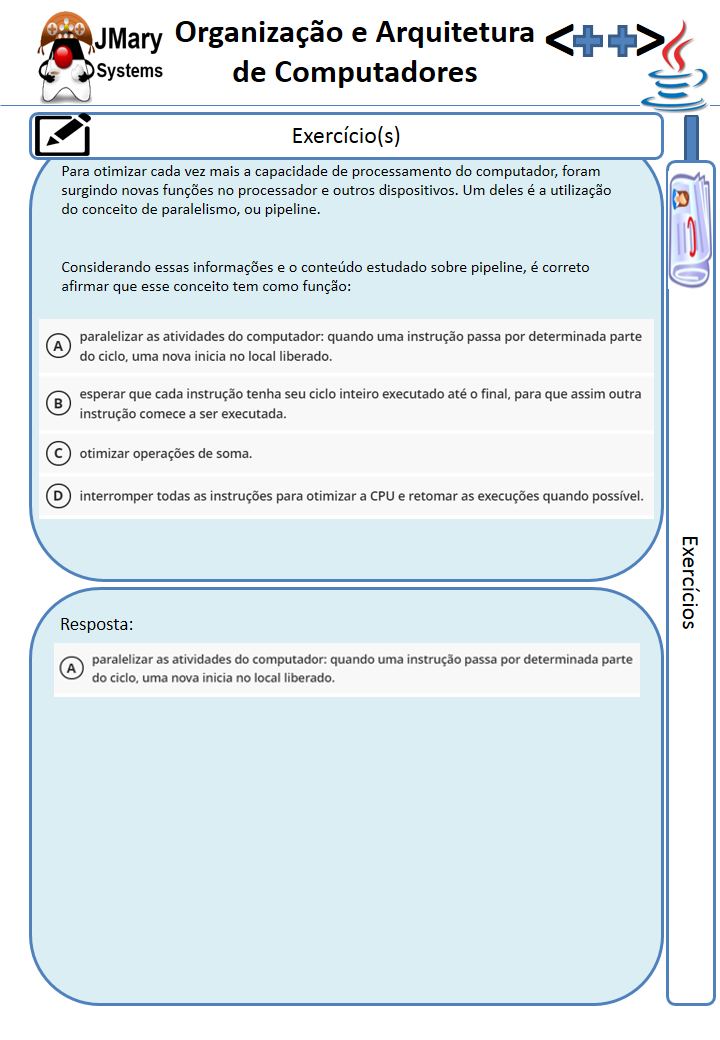 JMary
Systems
Organização e Arquitetura
de Computadores
<++>
Exercício(s)
Para otimizar cada vez mais a capacidade de processamento do computador, foram
surgindo novas funções no processador e outros dispositivos. Um deles é a utilização
do conceito de paralelismo, ou pipeline.
Considerando essas informações e o conteúdo estudado sobre pipeline, é correto
afirmar que esse conceito tem como função:
A paralelizar as atividades do computador: quando uma instrução passa por determinada parte
do ciclo, uma nova inicia no local liberado.
B esperar que cada instrução tenha seu ciclo inteiro executado até o final, para que assim outra
instrução comece a ser executada.
C otimizar operações de soma.
D interromper todas as instruções para otimizar a CPU e retomar as execuções quando possível.
Exercícios
Resposta:
A paralelizar as atividades do computador: quando uma instrução passa por determinada parte
do ciclo, uma nova inicia no local liberado.